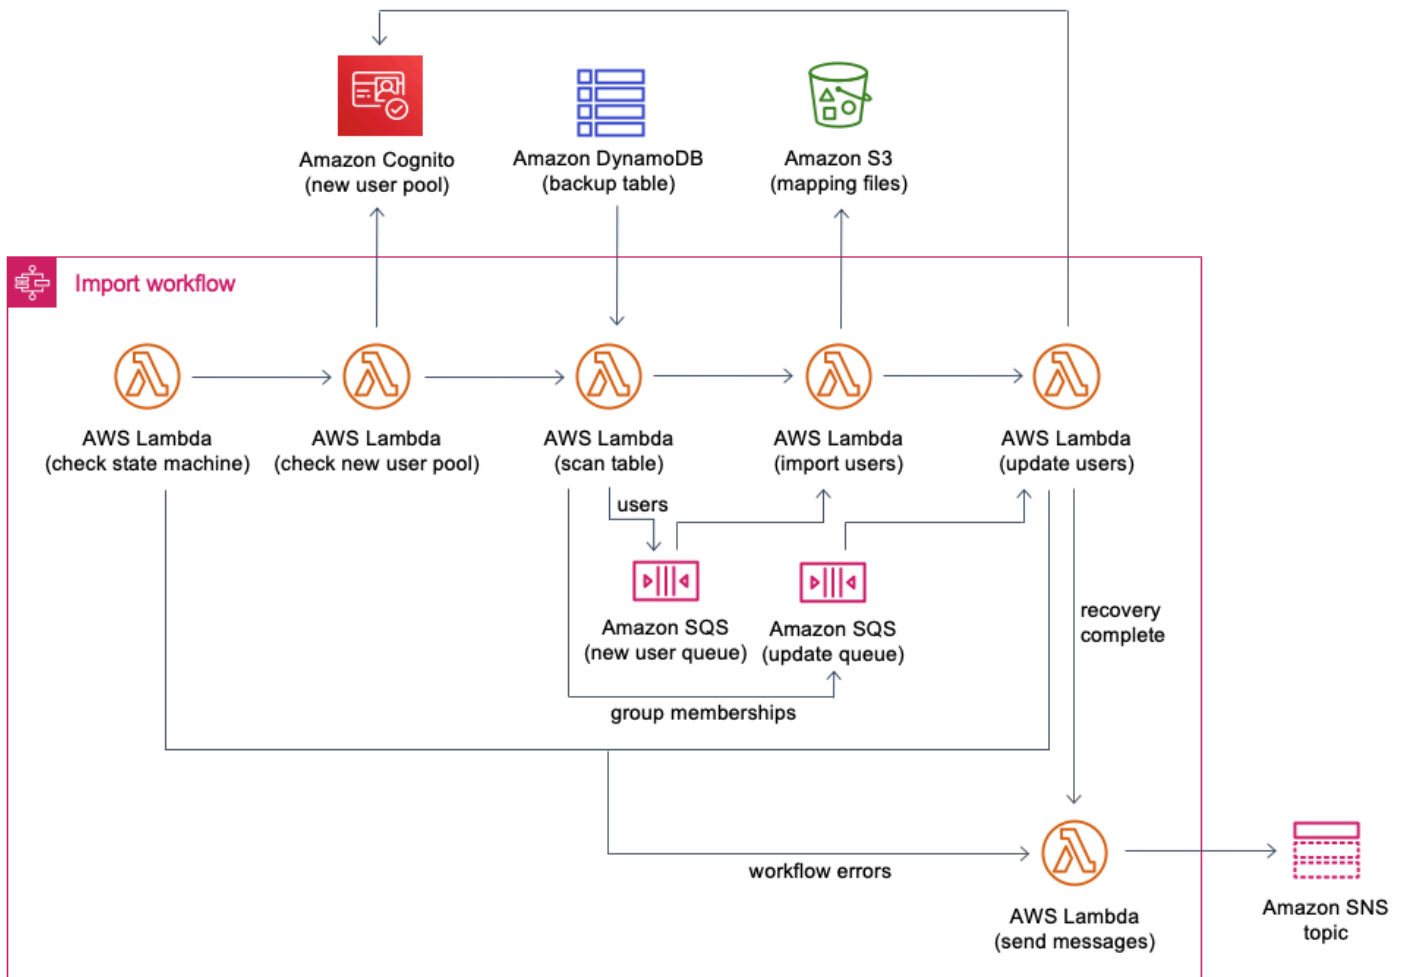 Amazon Cognito
(new user pool)
Amazon DynamoDB
(backup table)
Amazon S3
(mapping files)
Import workflow
AWS Lambda
(check state machine)
AWS Lambda
(check new user pool)
AWS Lambda
(scan table)
AWS Lambda
(import users)
AWS Lambda
(update users)
users
Amazon SQS
(new user queue)
Amazon SQS
(update queue)
recovery
complete
group memberships
workflow errors
AWS Lambda
(send messages)
Amazon SNS
topic